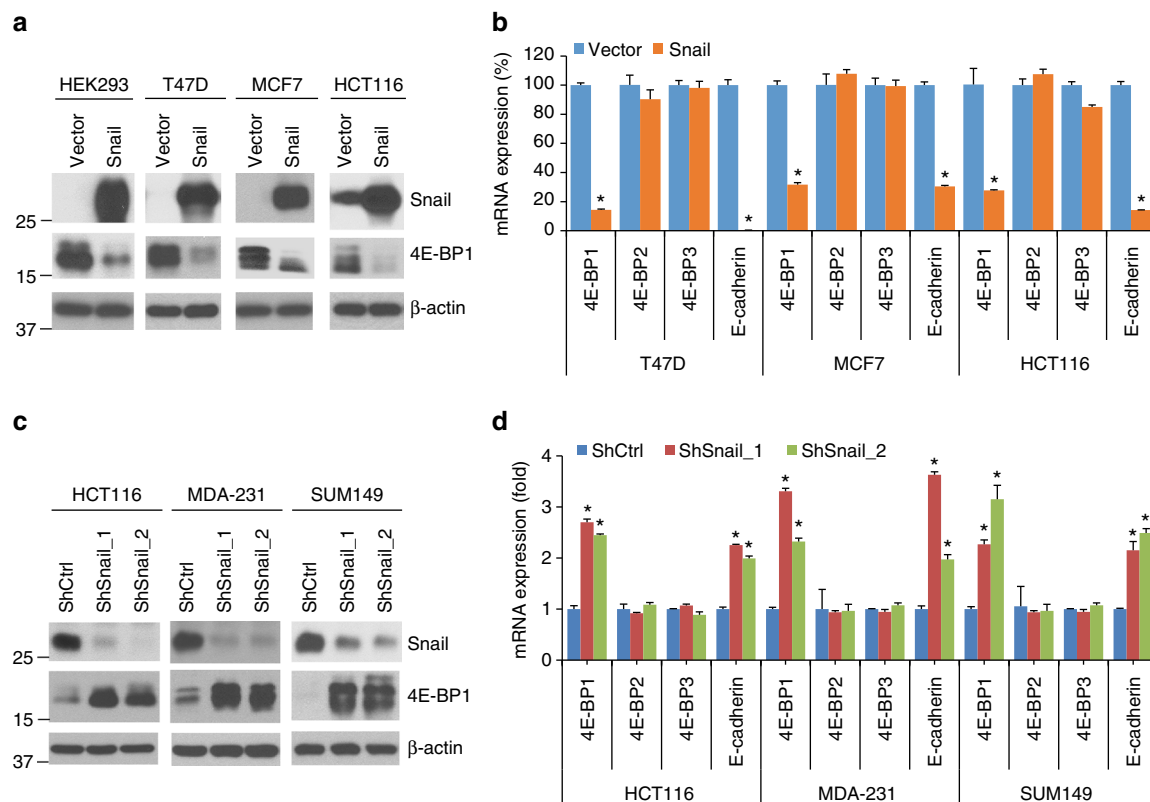 a
HEK293 T47D MCF7 HCT116
Vector Snail Vector Snail Vector Snail Vector Snail
Snail
25
4E-BP1
15
β-actin
37
b
Vector Snail
mRNA expression (%)
120
100
80
60
40
20
0
* * * * * *
4E-BP1 4E-BP2 4E-BP3 E-cadherin 4E-BP1 4E-BP2 4E-BP3 E-cadherin 4E-BP1 4E-BP2 4E-BP3 E-cadherin
T47D MCF7 HCT116
c
HCT116 MDA-231 SUM149
ShCtrl ShSnail_1 ShSnail_2 ShCtrl ShSnail_1 ShSnail_2 ShCtrl ShSnail_1 ShSnail_2
Snail
25
4E-BP1
15
β-actin
37
d
ShCtrl ShSnail_1 ShSnail_2
mRNA expression (fold)
4
3
2
1
0
* * * * * * * * * * * *
4E-BP1 4E-BP2 4E-BP3 E-cadherin 4E-BP1 4E-BP2 4E-BP3 E-cadherin 4E-BP1 4E-BP2 4E-BP3 E-cadherin
HCT116 MDA-231 SUM149